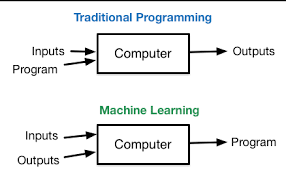 Traditional Programming
Inputs
Program
Computer
Outputs
Machine Learning
Inputs
Outputs
Computer
Program